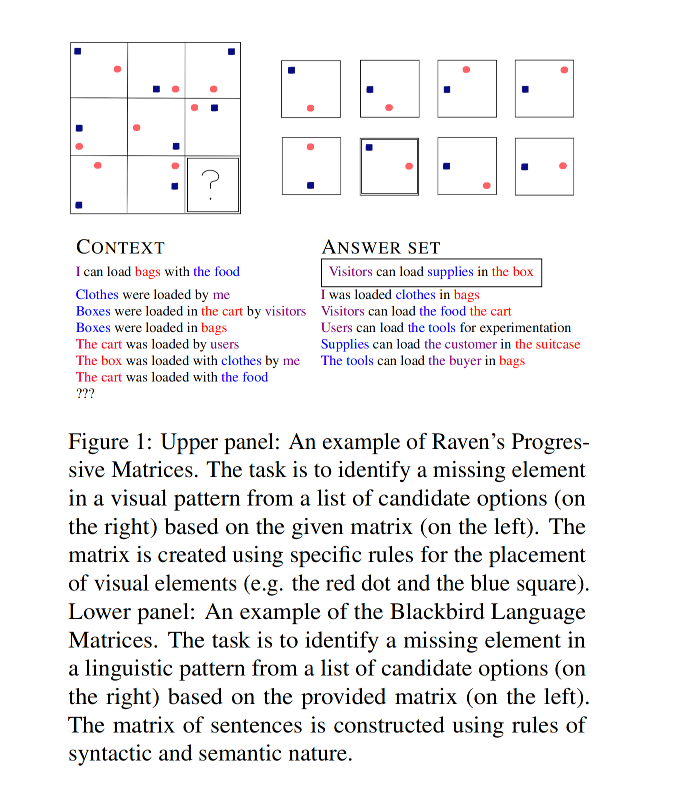 ?
CONTEXT
I can load bags with the food
Clothes were loaded by me
Boxes were loaded in the cart by visitors
Boxes were loaded in bags
The cart was loaded by users
The box was loaded with clothes by me
The cart was loaded with the food
???
ANSWER SET
Visitors can load supplies in the box
I was loaded clothes in bags
Visitors can load the food the cart
Users can load the tools for experimentation
Supplies can load the customer in the suitcase
The tools can load the buyer in bags
Figure 1: Upper panel: An example of Raven’s Progres-
sive Matrices. The task is to identify a missing element
in a visual pattern from a list of candidate options (on
the right) based on the given matrix (on the left). The
matrix is created using specific rules for the placement
of visual elements (e.g. the red dot and the blue square).
Lower panel: An example of the Blackbird Language
Matrices. The task is to identify a missing element in
a linguistic pattern from a list of candidate options (on
the right) based on the provided matrix (on the left).
The matrix of sentences is constructed using rules of
syntactic and semantic nature.